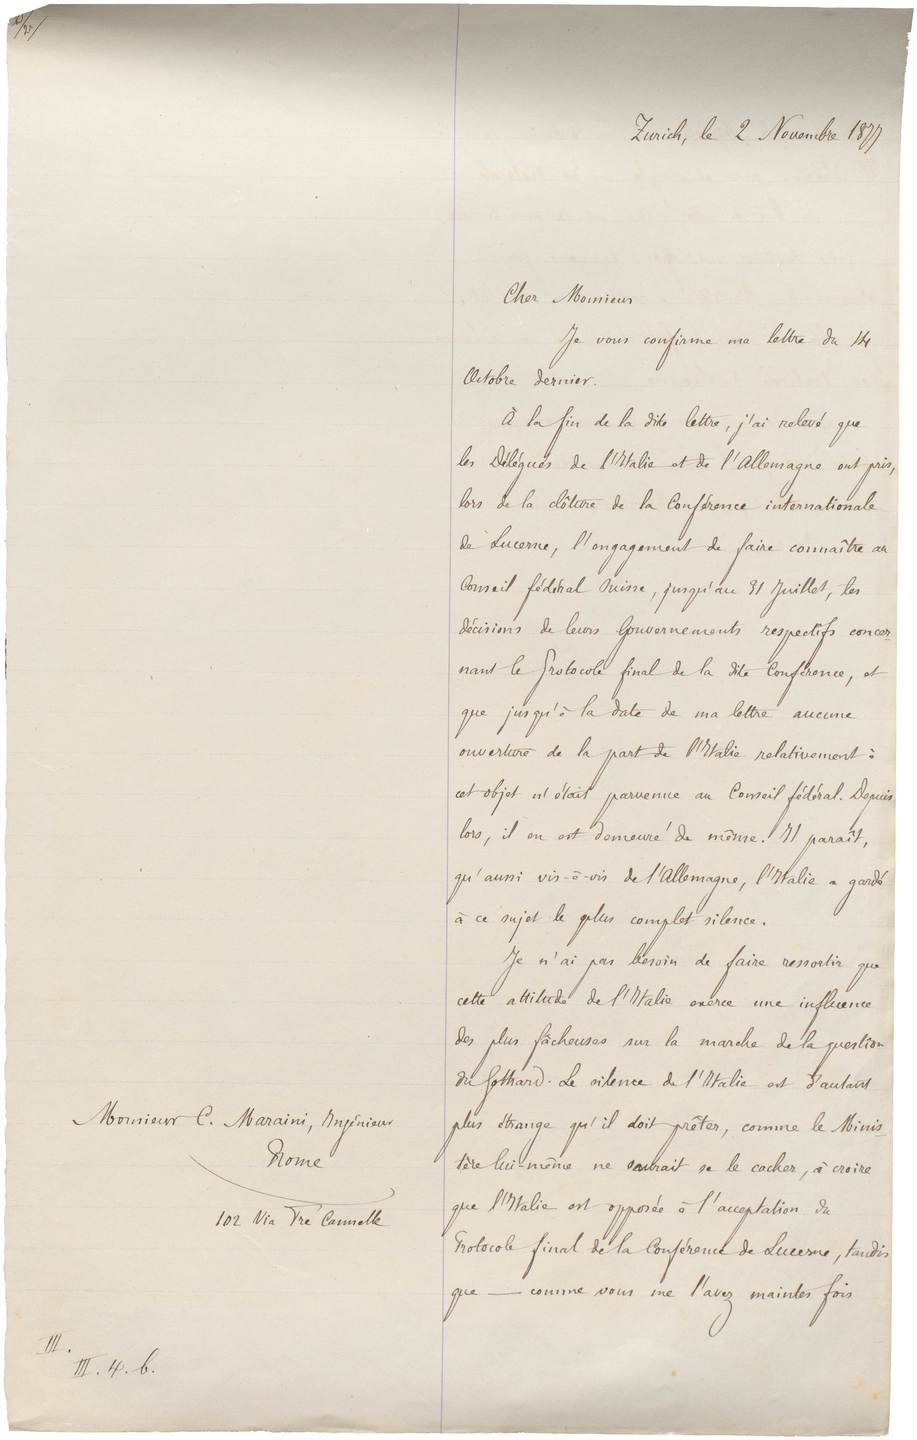 Zurich, le 2 Novembre 1877
Cher Monsieur
Je vous confirme ma lettre du 14
Octobre dernier.
À la fin de la dite lettre, j'ai relevé que
les Délégués de l'Italie et de l'Allemagne ont pris,
lors de la clôture de la Conférence internationale
de Lucerne, l'engagement de faire connaître au
Conseil fédéral Suisse, jusqu'au 31 Juillet, les
décisions de leurs Gouvernements respectifs concer-
nant le Protocole final de la dite Conférence, et
que jusqu'à la date de ma lettre aucune
ouverture de la part de l'Italie relativement à
cet objet n'était parvenue au Conseil fédéral. Depuis
lors, il en est demeuré de même. Il paraît,
qu'aussi vis-à-vis de l'Allemagne, l'Italie a gardé
à ce sujet le plus complet silence.
Je n'ai pas besoin de faire ressortir que
cette attitude de l'Italie exerce une influence
des plus fâcheuses sur la marche de la question
du Gothard. Le silence de l'Italie est d'autant
plus étrange qu'il doit prêter, comme le Minis-
tère lui-même ne saurait se le cacher, à croire
que l'Italie est opposée à l'acceptation du
Protocole final de la Conférence de Lucerne, tandis
que — comme vous me l'avez maintes fois
Monsieur C. Maraini, Ingénieur
Rome
102 Via Tre Cannelle
III.
III. 4. b.